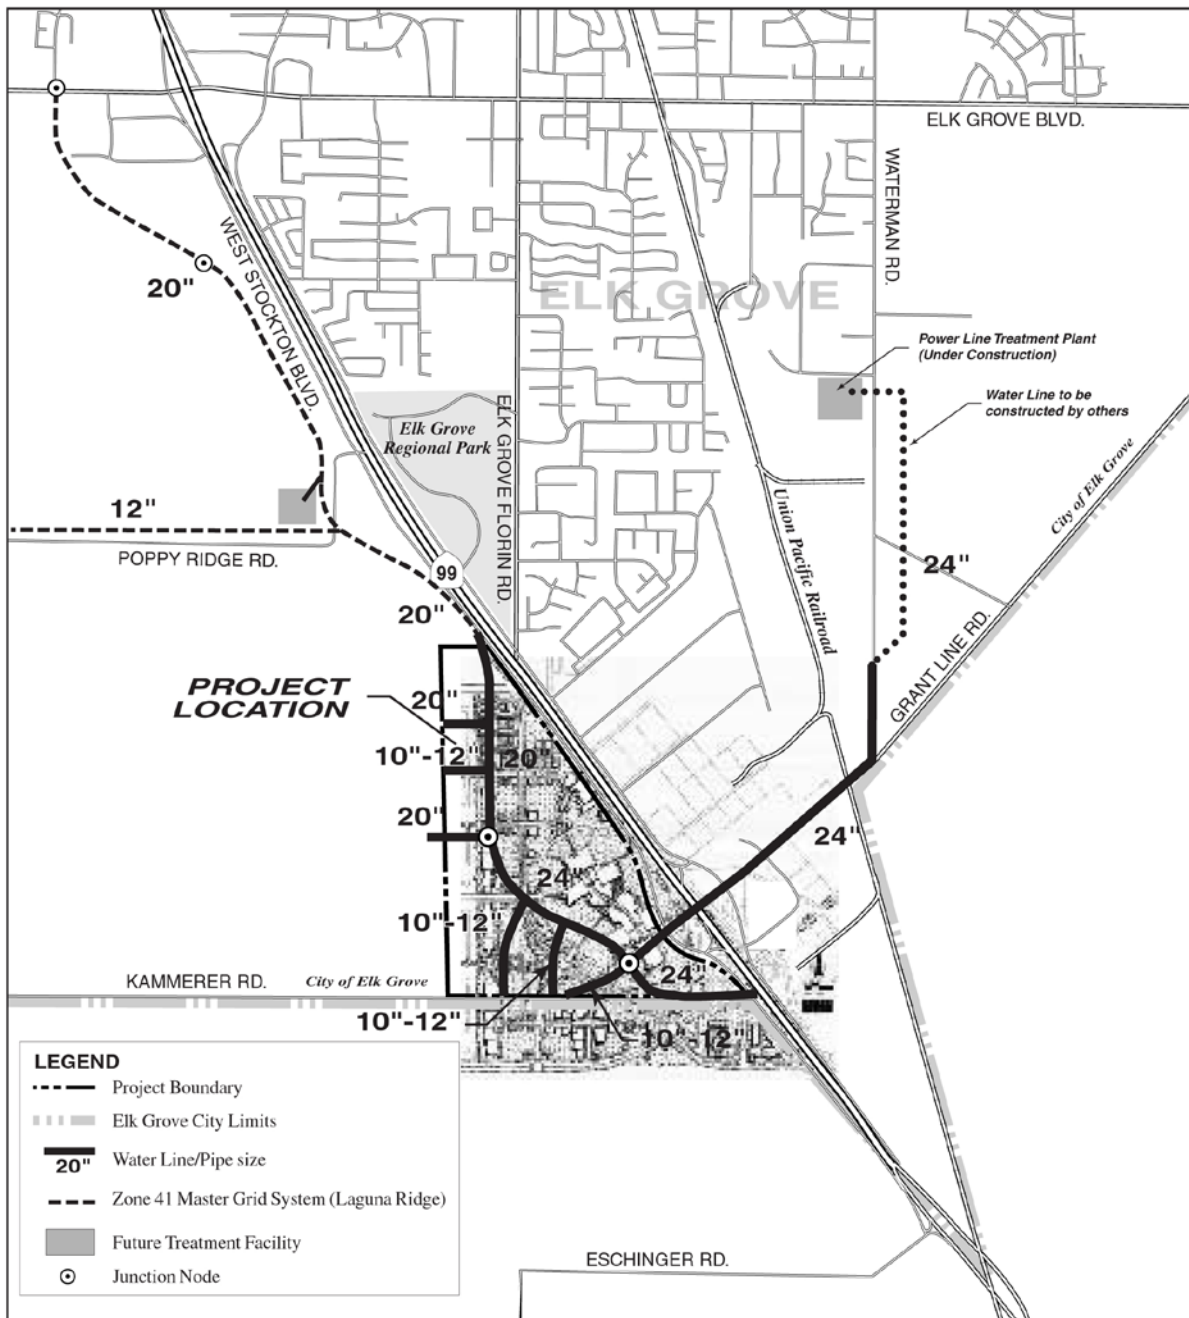 ELK GROVE BLVD.
WATERMAN RD.
WEST STOCKTON BLVD.
20"
ELK GROVE
Power Line Treatment Plant
(Under Construction)
Water Line to be
constructed by others
Elk Grove
Regional Park
ELK GROVE FLORIN RD.
City of Elk Grove
Union Pacific Railroad
12"
POPPY RIDGE RD.
99
24"
20"
GRANT LINE RD.
PROJECT
LOCATION
20"
10"-12"
20"
20"
24"
24"
10"-12"
KAMMERER RD.
City of Elk Grove
24"
10"-12"
10"-12"
LEGEND
Project Boundary
Elk Grove City Limits
20"
Water Line/Pipe size
Zone 41 Master Grid System (Laguna Ridge)
Future Treatment Facility
Junction Node
ESCHINGER RD.